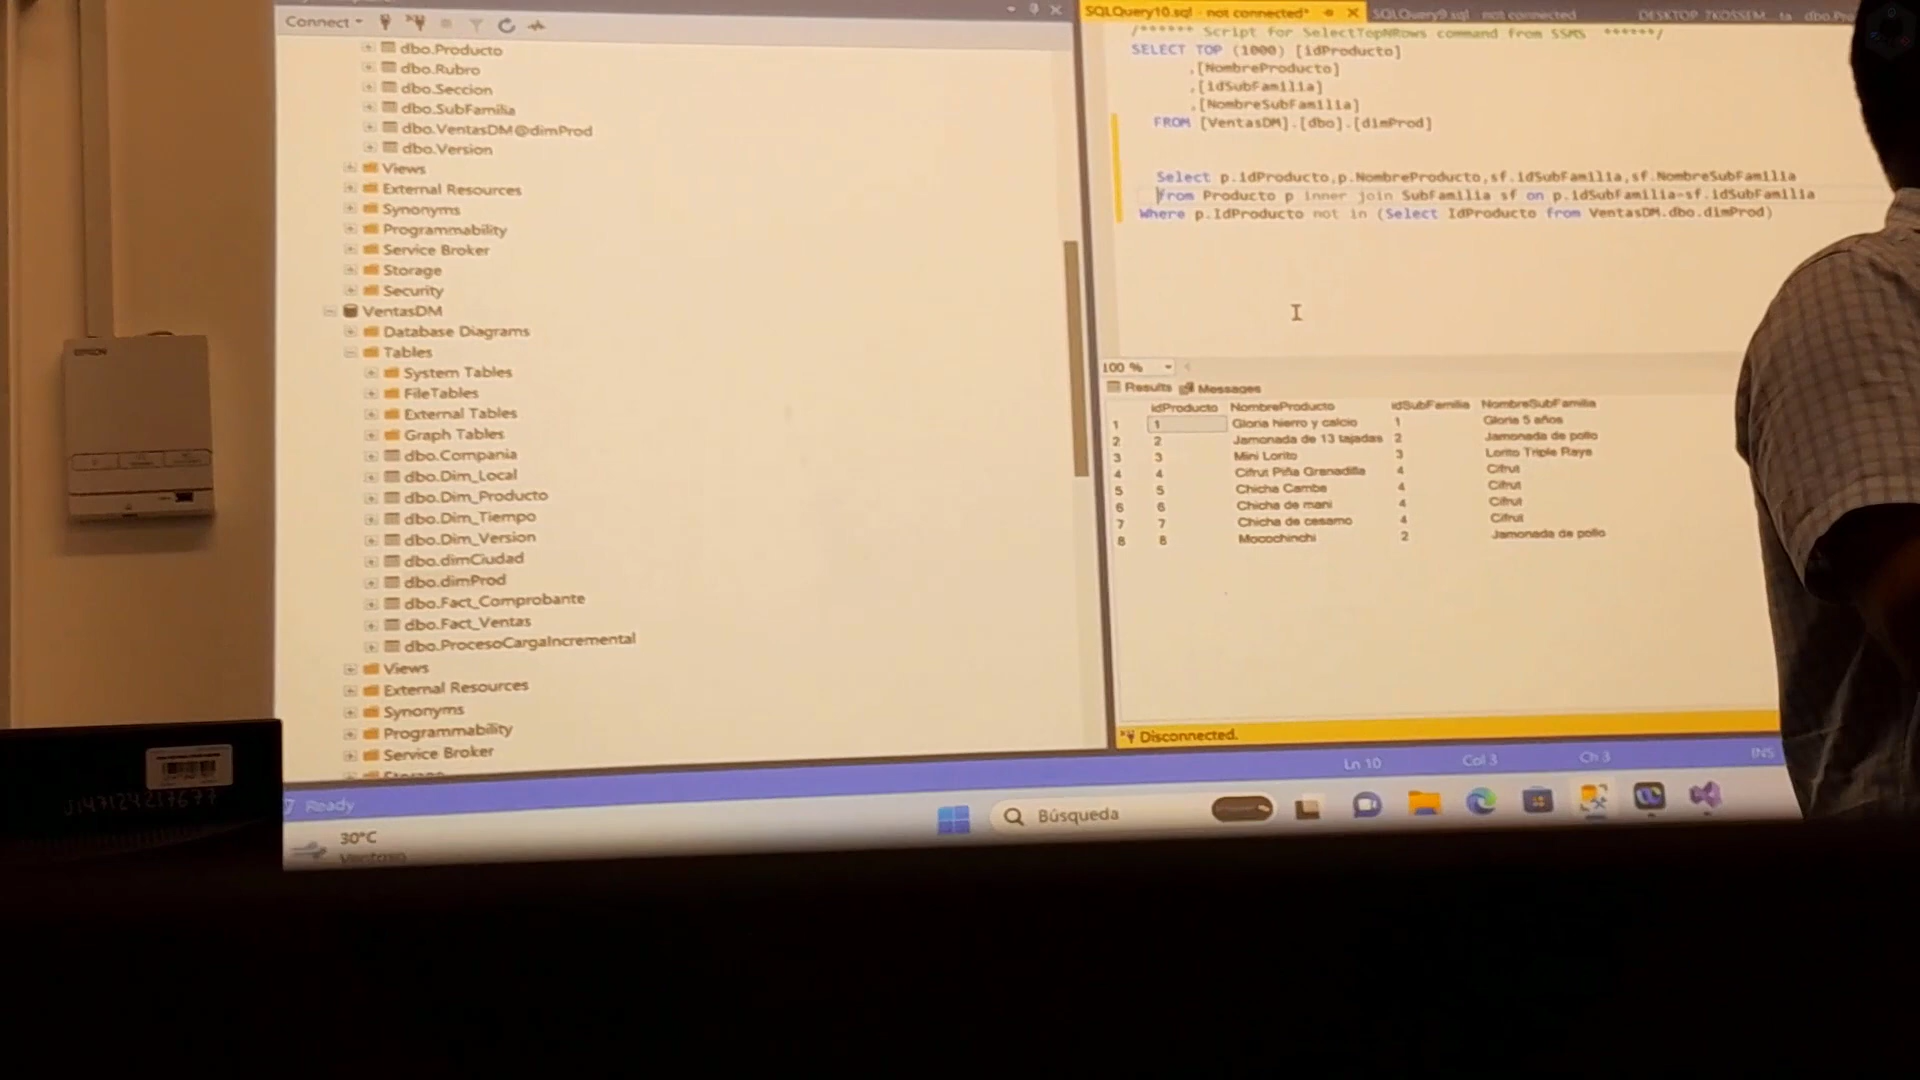 Connect
dbo.Producto
dbo.Rubro
dbo.Seccion
dbo.SubFamilia
dbo.VentasDM@dimProd
dbo.Version
Views
External Resources
Synonyms
Programmability
Service Broker
Storage
Security
VentasDM
Database Diagrams
Tables
System Tables
FileTables
External Tables
Graph Tables
dbo.Compania
dbo.Dim_Local
dbo.Dim_Producto
dbo.Dim_Tiempo
dbo.Dim_Version
dbo.dimCiudad
dbo.dimProd
dbo.Fact_Comprobante
dbo.Fact_Ventas
dbo.ProcesoCargaIncremental
Views
External Resources
Synonyms
Programmability
Service Broker
SQLQuery10.sql - not connected*
SQLQuery9.sql - not connected
/****** Script for SelectTopNRows command from SSMS ******/
SELECT TOP (1000) [idProducto]
,[NombreProducto]
,[idSubFamilia]
,[NombreSubFamilia]
FROM [VentasDM].[dbo].[dimProd]
Select p.idProducto,p.NombreProducto,sf.idSubFamilia,sf.NombreSubFamilia
from Producto p inner join SubFamilia sf on p.idSubFamilia=sf.idSubFamilia
Where p.IdProducto not in (Select IdProducto from VentasDM.dbo.dimProd)
100 %
Results Messages
idProducto NombreProducto idSubFamilia NombreSubFamilia
1 1 Gloria hierro y calcio 1 Gloria 5 años
2 2 Jamonada de 13 tajadas 2 Jamonada de pollo
3 3 Mini Lorito 3 Lorito Triple Raya
4 4 Cifrut Piña Granadilla 4 Cifrut
5 5 Chicha Camba 4 Cifrut
6 6 Chicha de mani 4 Cifrut
7 7 Chicha de cesamo 4 Cifrut
8 8 Mocochinchi 2 Jamonada de pollo
Disconnected.
Ready
Ln 10 Col 3 Ch 3 INS
30°C
Ventoso
Búsqueda
EPSON